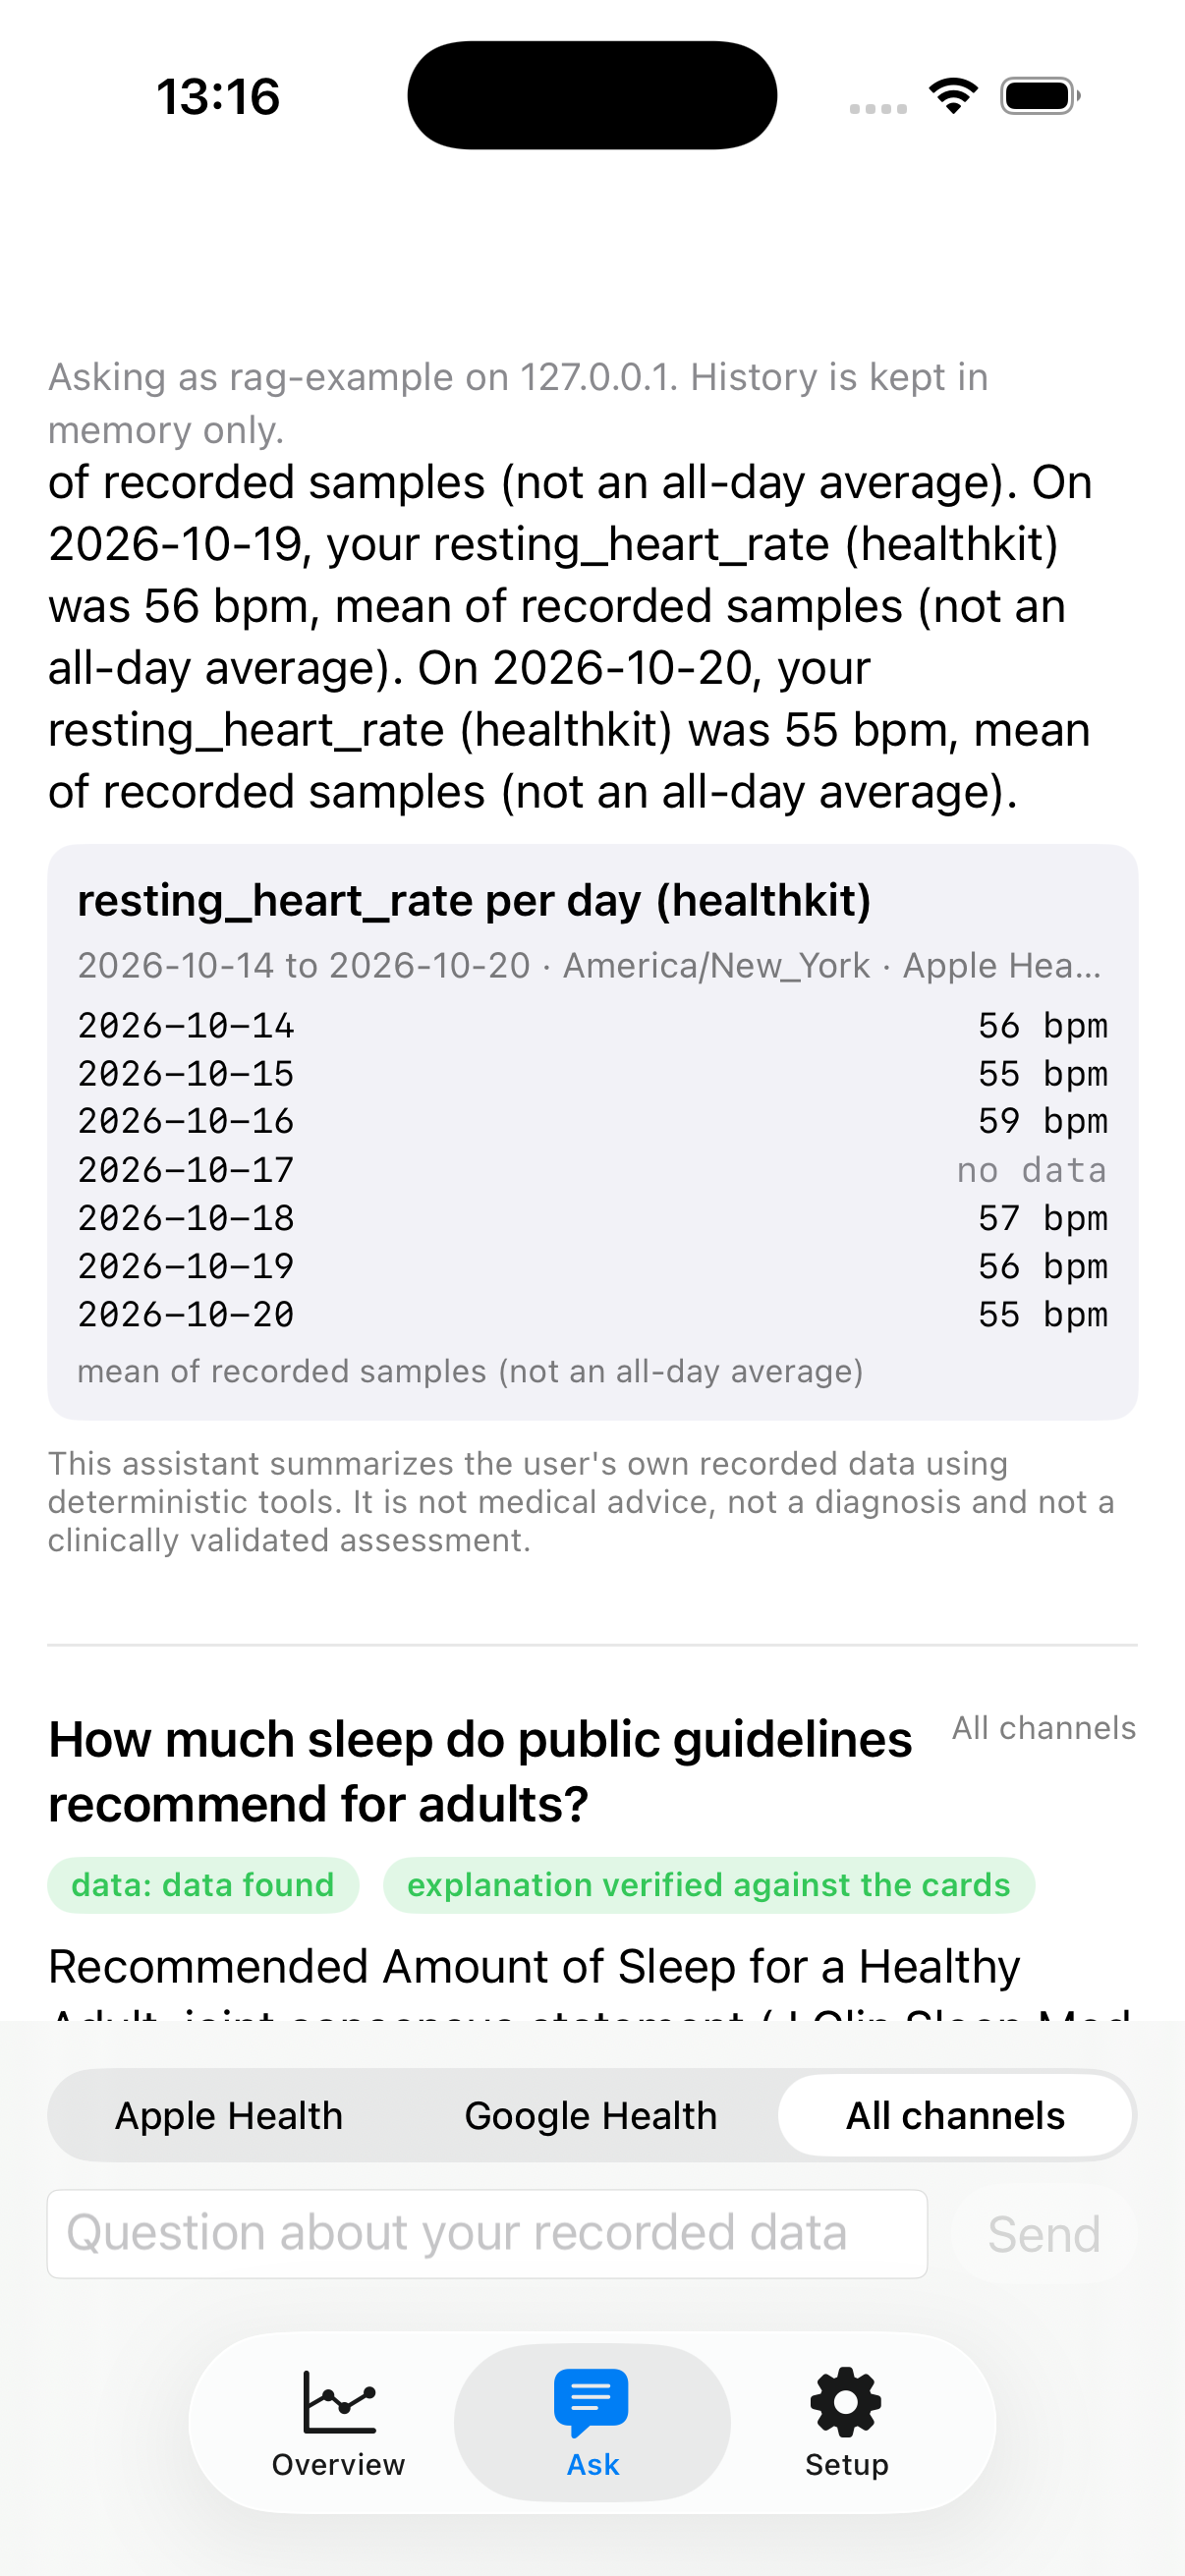 13:16
Asking as rag-example on 127.0.0.1. History is kept in
memory only.
of recorded samples (not an all-day average). On
2026-10-19, your resting_heart_rate (healthkit)
was 56 bpm, mean of recorded samples (not an
all-day average). On 2026-10-20, your
resting_heart_rate (healthkit) was 55 bpm, mean
of recorded samples (not an all-day average).
resting_heart_rate per day (healthkit)
2026-10-14 to 2026-10-20 · America/New_York · Apple Hea...
2026-10-14 56 bpm
2026-10-15 55 bpm
2026-10-16 59 bpm
2026-10-17 no data
2026-10-18 57 bpm
2026-10-19 56 bpm
2026-10-20 55 bpm
mean of recorded samples (not an all-day average)
This assistant summarizes the user's own recorded data using
deterministic tools. It is not medical advice, not a diagnosis and not a
clinically validated assessment.
How much sleep do public guidelines All channels
recommend for adults?
data: data found explanation verified against the cards
Recommended Amount of Sleep for a Healthy
Adult, joint consensus statement (J Clin Sleep Med
Apple Health Google Health All channels
Question about your recorded data Send
Overview Ask Setup